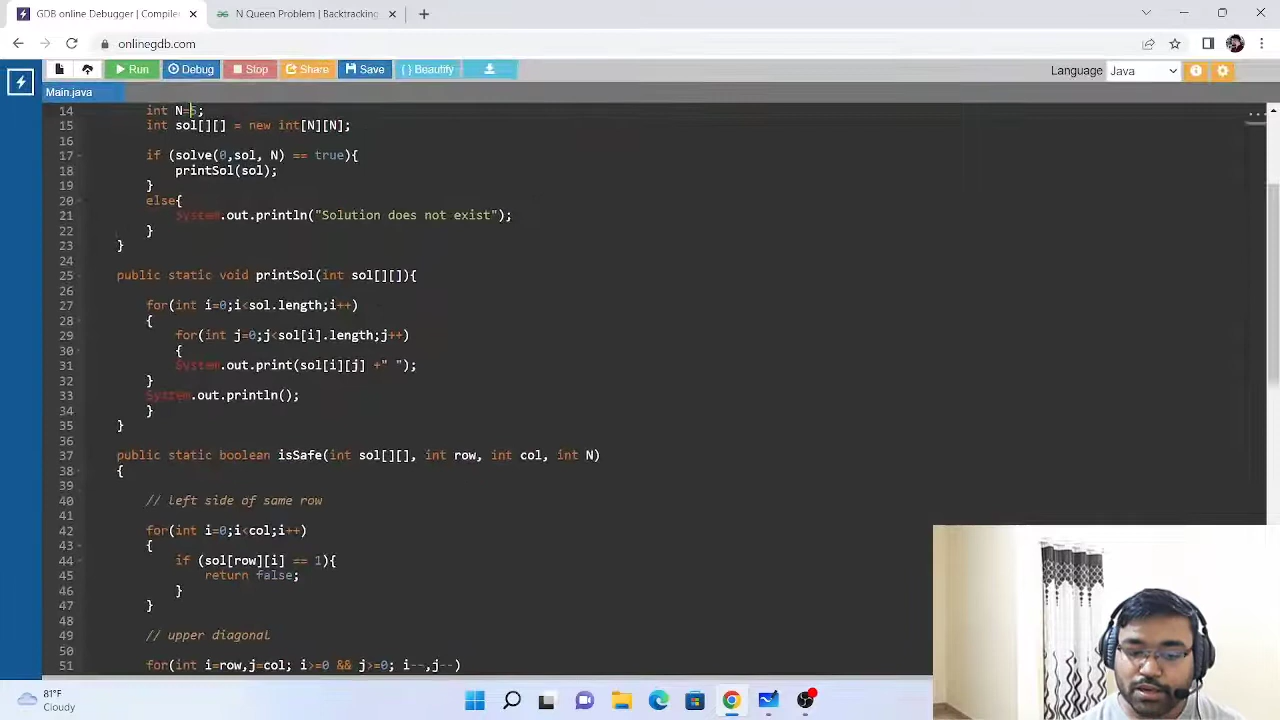 GDB online Debugger | Compiler
N Queen Problem | Backtracking
onlinegdb.com
Run
Debug
Stop
Share
Save
{ } Beautify
Language
Java
Main.java
14 int N=5;
15 int sol[][] = new int[N][N];
16
17 if (solve(0,sol, N) == true){
18 printSol(sol);
19 }
20 else{
21 System.out.println("Solution does not exist");
22 }
23 }
24
25 public static void printSol(int sol[][]){
26
27 for(int i=0;i<sol.length;i++)
28 {
29 for(int j=0;j<sol[i].length;j++)
30 {
31 System.out.print(sol[i][j] +" ");
32 }
33 System.out.println();
34 }
35 }
36
37 public static boolean isSafe(int sol[][], int row, int col, int N)
38 {
39
40 // left side of same row
41
42 for(int i=0;i<col;i++)
43 {
44 if (sol[row][i] == 1){
45 return false;
46 }
47 }
48
49 // upper diagonal
50
51 for(int i=row,j=col; i>=0 && j>=0; i--,j--)
81°F
Cloudy